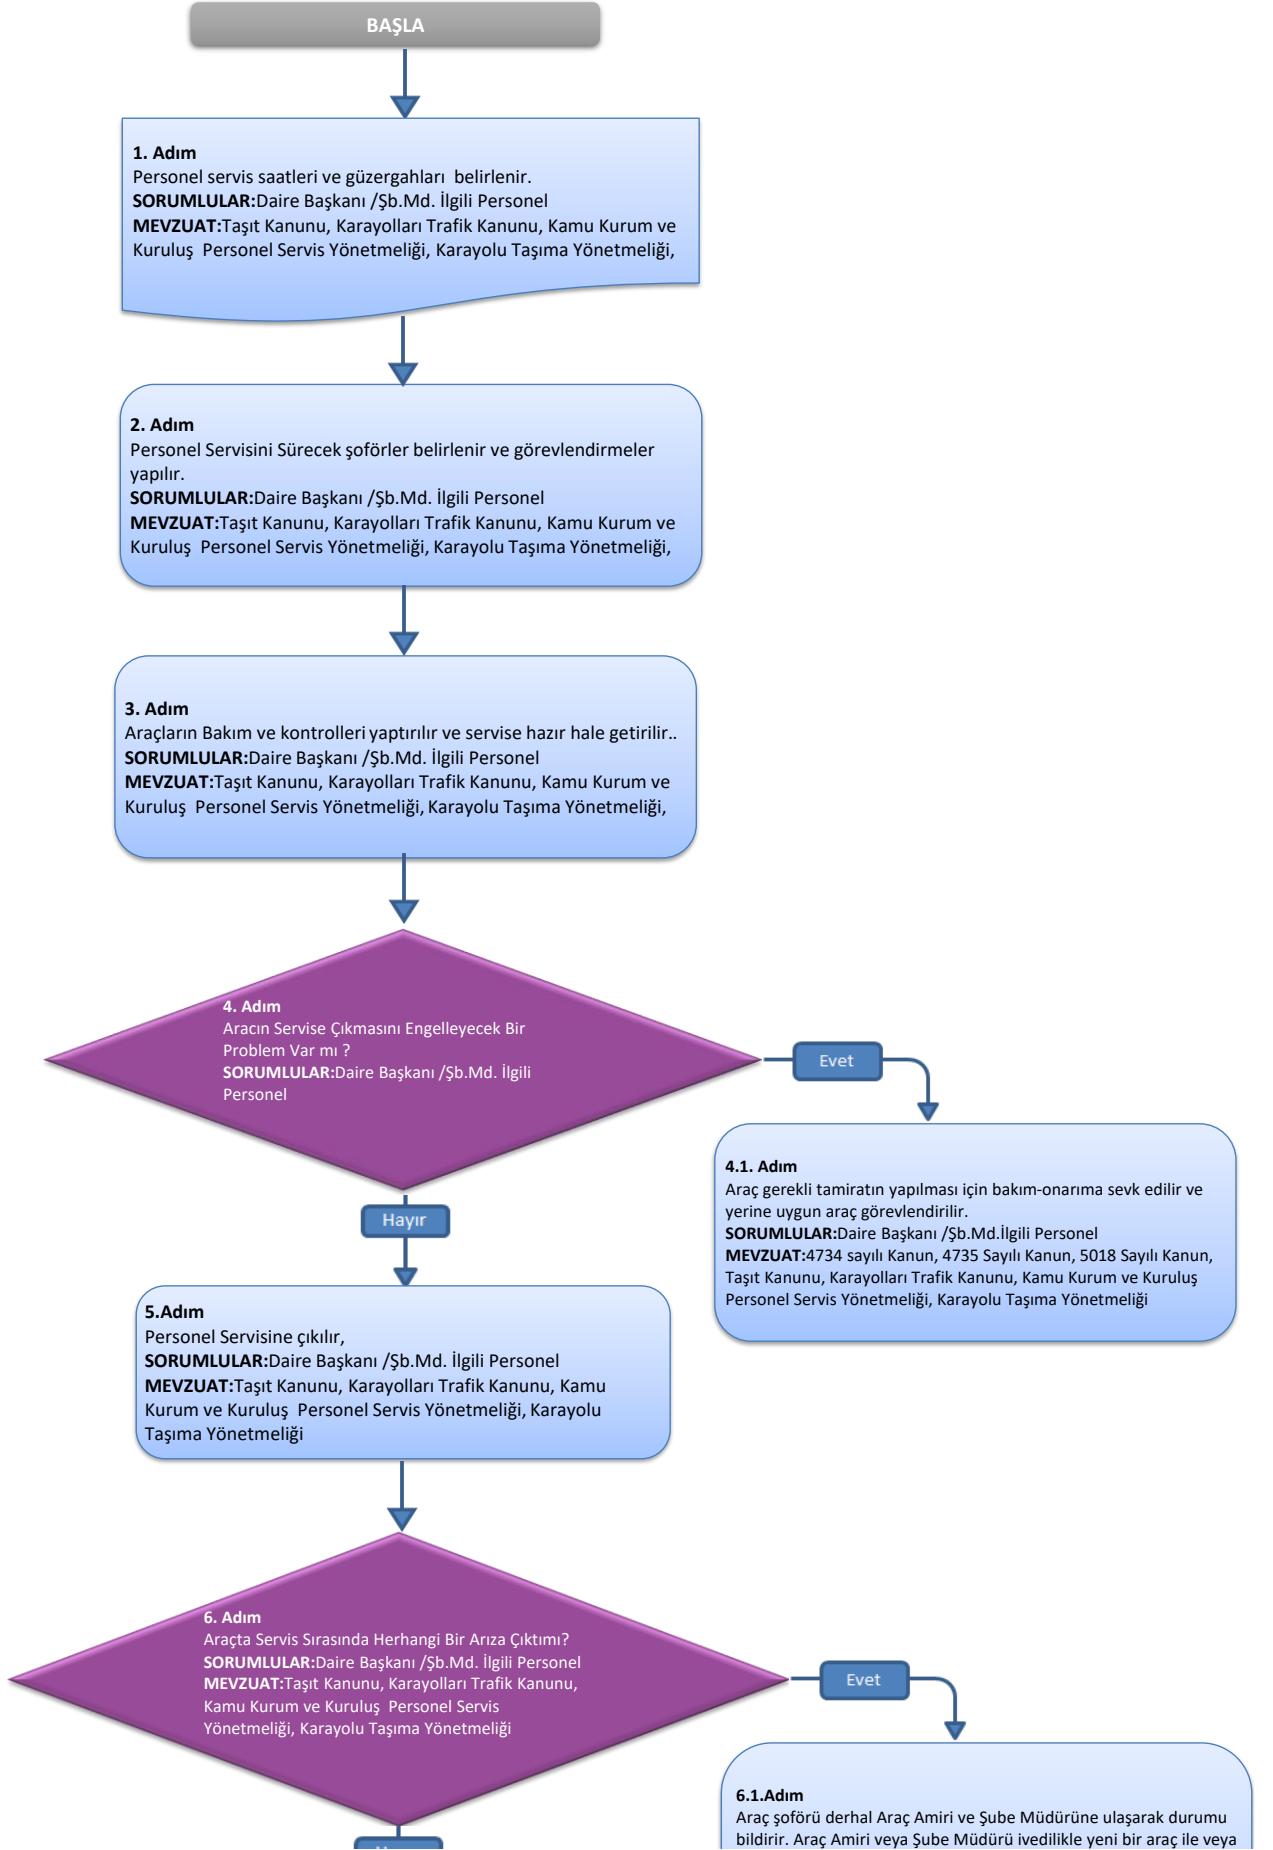 BAŞLA
1. Adım
Personel servis saatleri ve güzergahları belirlenir.
SORUMLULAR:Daire Başkanı /Şb.Md. İlgili Personel
MEVZUAT:Taşıt Kanunu, Karayolları Trafik Kanunu, Kamu Kurum ve
Kuruluş Personel Servis Yönetmeliği, Karayolu Taşıma Yönetmeliği,
2. Adım
Personel Servisini Sürecek şoförler belirlenir ve görevlendirmeler
yapılır.
SORUMLULAR:Daire Başkanı /Şb.Md. İlgili Personel
MEVZUAT:Taşıt Kanunu, Karayolları Trafik Kanunu, Kamu Kurum ve
Kuruluş Personel Servis Yönetmeliği, Karayolu Taşıma Yönetmeliği,
3. Adım
Araçların Bakım ve kontrolleri yaptırılır ve servise hazır hale getirilir..
SORUMLULAR:Daire Başkanı /Şb.Md. İlgili Personel
MEVZUAT:Taşıt Kanunu, Karayolları Trafik Kanunu, Kamu Kurum ve
Kuruluş Personel Servis Yönetmeliği, Karayolu Taşıma Yönetmeliği,
4. Adım
Aracın Servise Çıkmasını Engelleyecek Bir
Problem Var mı ?
SORUMLULAR:Daire Başkanı /Şb.Md. İlgili
Personel
Evet
4.1. Adım
Araç gerekli tamiratın yapılması için bakım-onarıma sevk edilir ve
yerine uygun araç görevlendirilir.
SORUMLULAR:Daire Başkanı /Şb.Md.İlgili Personel
MEVZUAT:4734 sayılı Kanun, 4735 Sayılı Kanun, 5018 Sayılı Kanun,
Taşıt Kanunu, Karayolları Trafik Kanunu, Kamu Kurum ve Kuruluş
Personel Servis Yönetmeliği, Karayolu Taşıma Yönetmeliği
Hayır
5.Adım
Personel Servisine çıkılır,
SORUMLULAR:Daire Başkanı /Şb.Md. İlgili Personel
MEVZUAT:Taşıt Kanunu, Karayolları Trafik Kanunu, Kamu
Kurum ve Kuruluş Personel Servis Yönetmeliği, Karayolu
Taşıma Yönetmeliği
6. Adım
Araçta Servis Sırasında Herhangi Bir Arıza Çıktımı?
SORUMLULAR:Daire Başkanı /Şb.Md. İlgili Personel
MEVZUAT:Taşıt Kanunu, Karayolları Trafik Kanunu,
Kamu Kurum ve Kuruluş Personel Servis
Yönetmeliği, Karayolu Taşıma Yönetmeliği
Evet
6.1.Adım
Araç şoförü derhal Araç Amiri ve Şube Müdürüne ulaşarak durumu
bildirir. Araç Amiri veya Şube Müdürü ivedilikle yeni bir araç ile veya